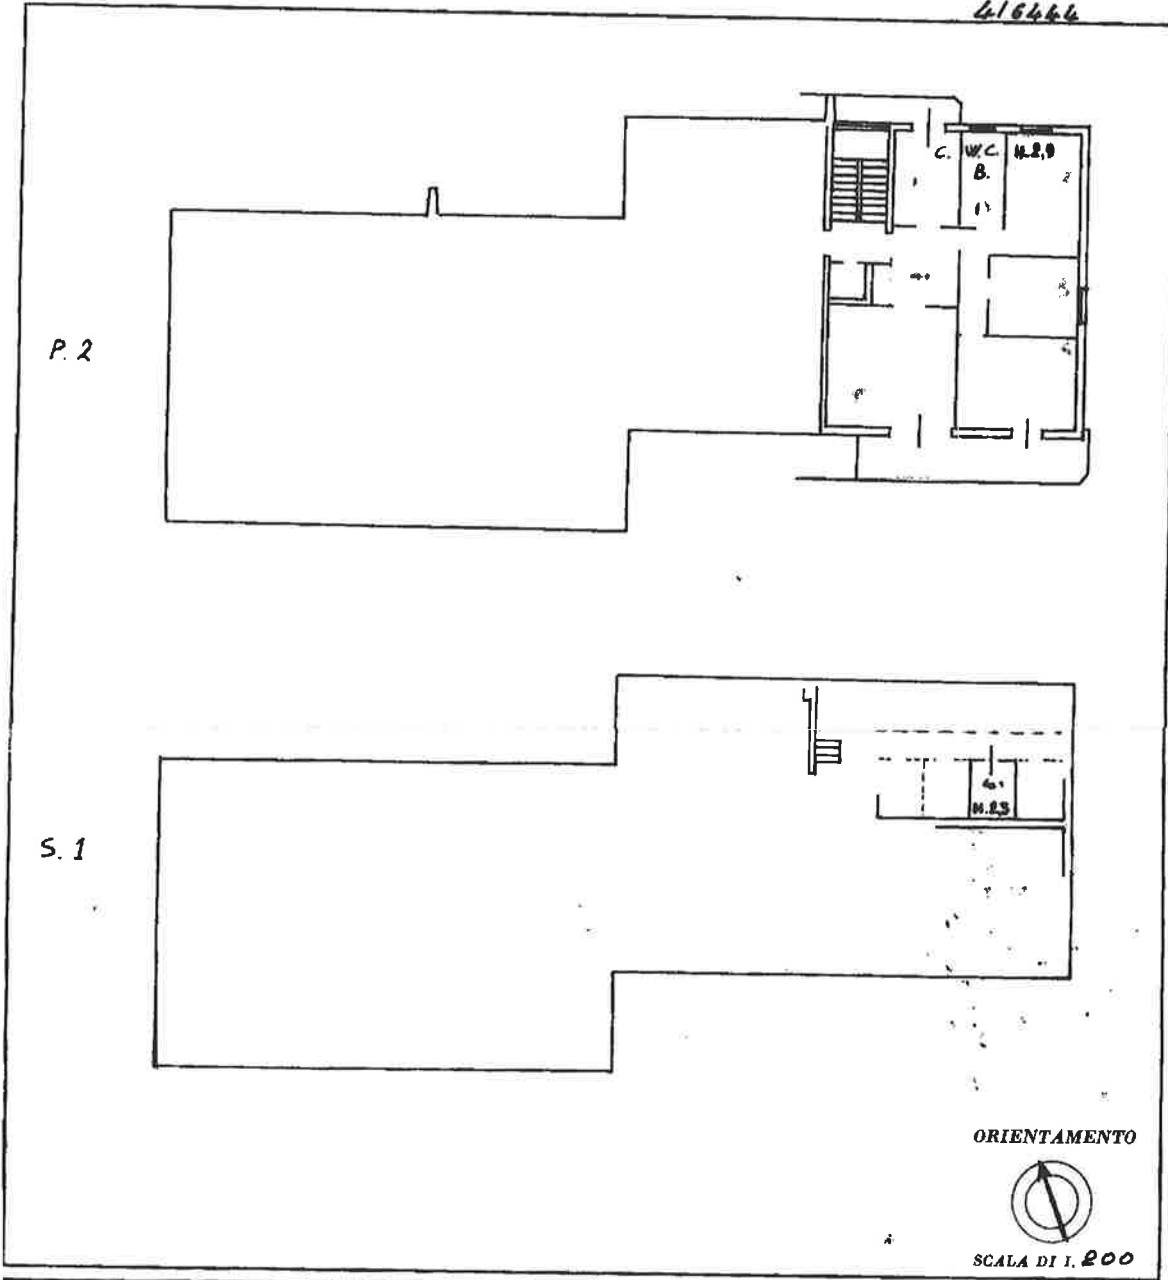 416444
C. W.C. H.2,9
B.
P. 2
S. 1
H.2,3
ORIENTAMENTO
SCALA DI 1. 200